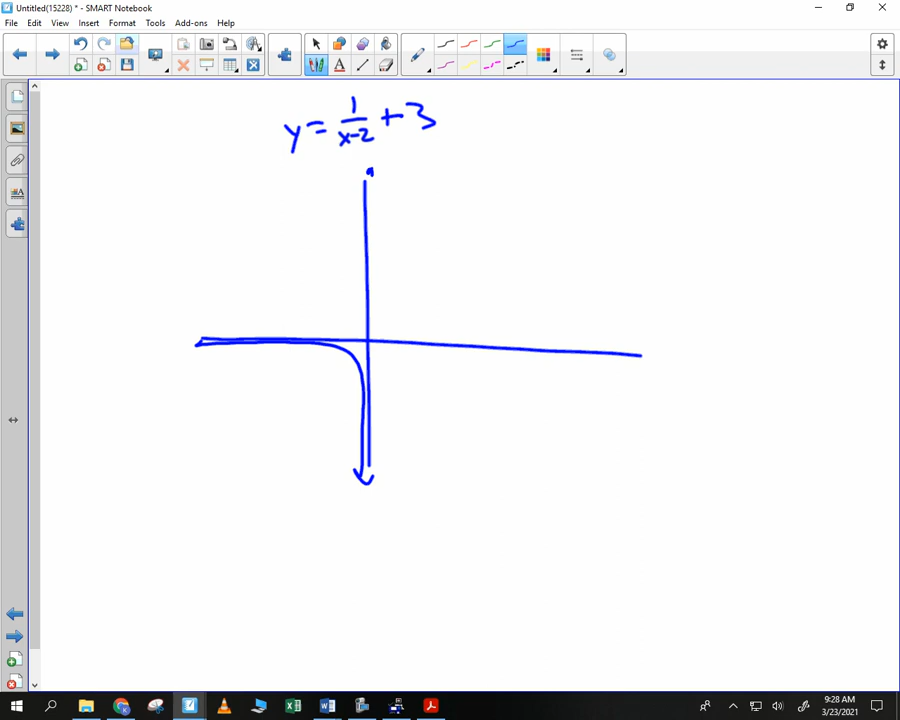 Untitled(15228) * - SMART Notebook
File Edit View Insert Format Tools Add-ons Help
y = 1/(x-2) + 3
9:28 AM
3/23/2021